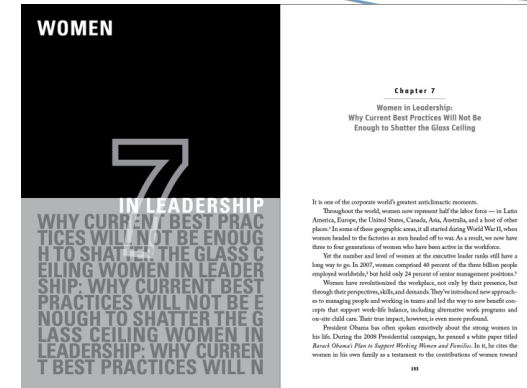 WOMEN
7
IN LEADERSHIP
WHY CURRENT BEST PRAC
TICES WILL NOT BE ENOUG
H TO SHATTER THE GLASS C
EILING WOMEN IN LEADER
SHIP: WHY CURRENT BEST
PRACTICES WILL NOT BE E
NOUGH TO SHATTER THE G
LASS CEILING WOMEN IN
LEADERSHIP: WHY CURREN
T BEST PRACTICES WILL N
Chapter 7
Women in Leadership:
Why Current Best Practices Will Not Be
Enough to Shatter the Glass Ceiling
It is one of the corporate world's greatest anticlimactic moments.
Throughout the world, women now represent half the labor force — in Latin
America, Europe, the United States, Canada, Asia, Australia, and a host of other
places.¹ In some of these geographic areas, it all started during World War II, when
women headed to the factories as men headed off to war. As a result, we now have
three to four generations of women who have been active in the workforce.
Yet the number and level of women at the executive leader ranks still have a
long way to go. In 2007, women comprised 40 percent of the three billion people
employed worldwide,² but held only 24 percent of senior management positions.³
Women have revolutionized the workplace, not only by their presence, but
through their perspectives, skills, and demands. They've introduced new approach-
es to managing people and working in teams and led the way to new benefit con-
cepts that support work-life balance, including alternative work programs and
on-site child care. Their true impact, however, is even more profound.
President Obama has often spoken emotively about the strong women in
his life. During the 2008 Presidential campaign, he penned a white paper titled
Barack Obama's Plan to Support Working Women and Families. In it, he cites the
women in his own family as a testament to the contributions of women toward
193